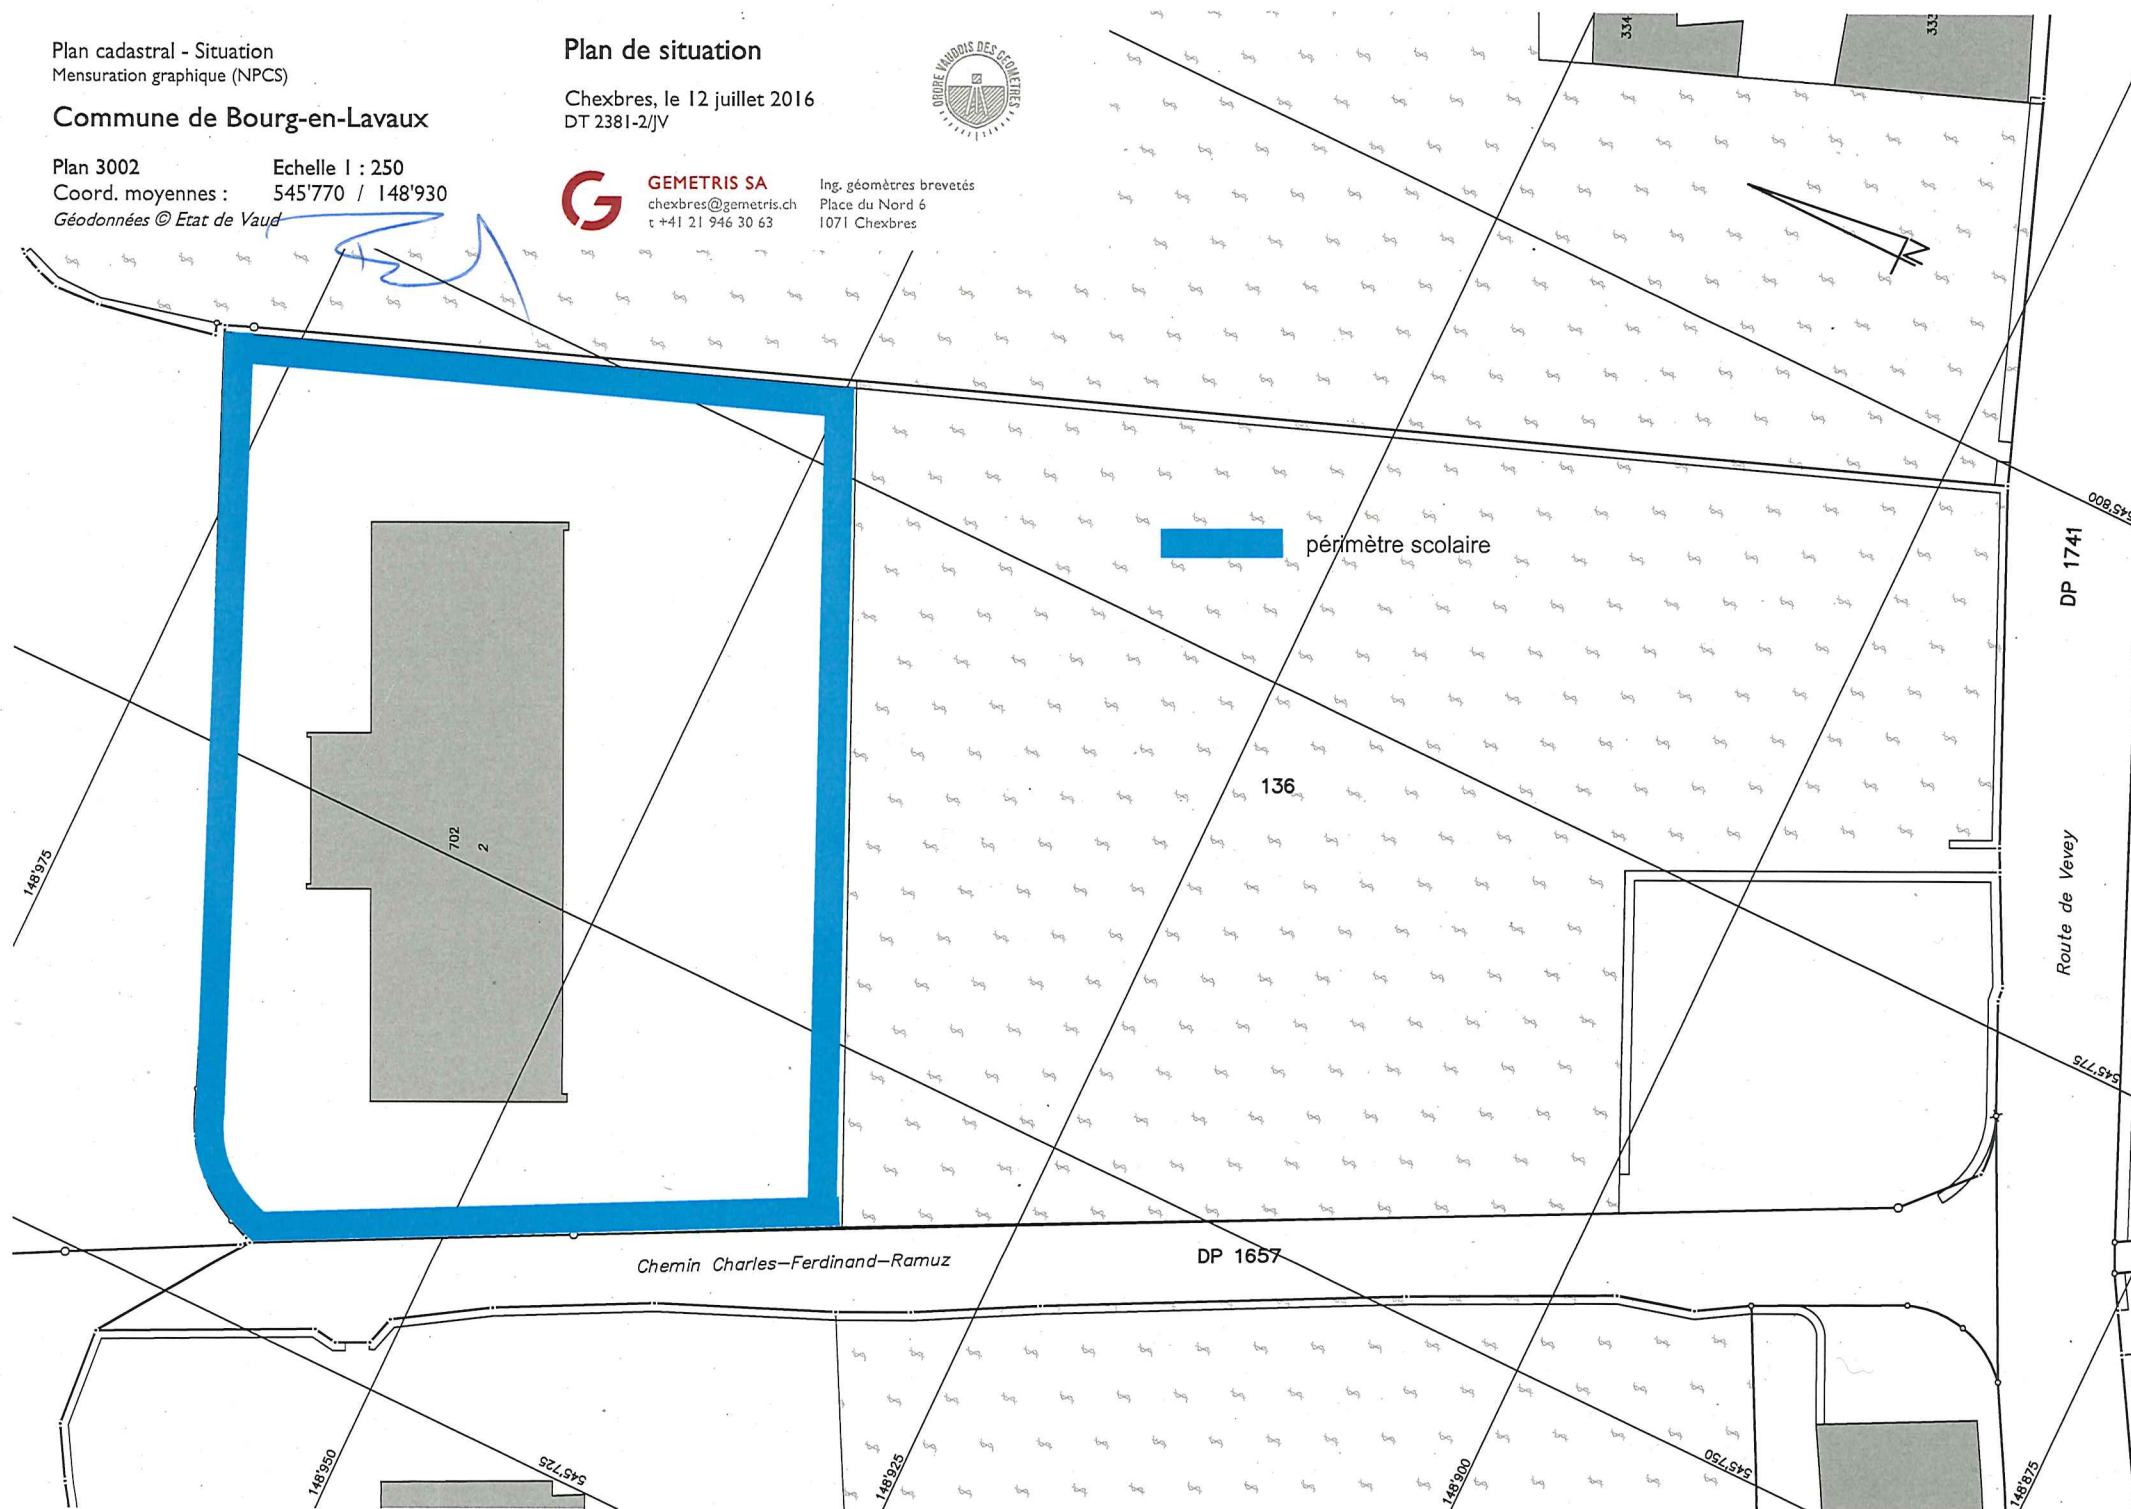 Plan cadastral - Situation
Mensuration graphique (NPCS)
Commune de Bourg-en-Lavaux
Plan 3002 Echelle 1 : 250
Coord. moyennes : 545'770 / 148'930
Géodonnées © Etat de Vaud
Plan de situation
Chexbres, le 12 juillet 2016
DT 2381-2/JV
GEMETRIS SA
chexbres@gemetris.ch
t +41 21 946 30 63
Ing. géomètres brevetés
Place du Nord 6
1071 Chexbres
ORDRE VAUDOIS DES GEOMETRES
334
333
545'800
périmètre scolaire
DP 1741
136
702
2
148'975
Route de Vevey
545'775
Chemin Charles-Ferdinand-Ramuz
DP 1657
148'950
545'725
148'925
148'900
545'750
148'875